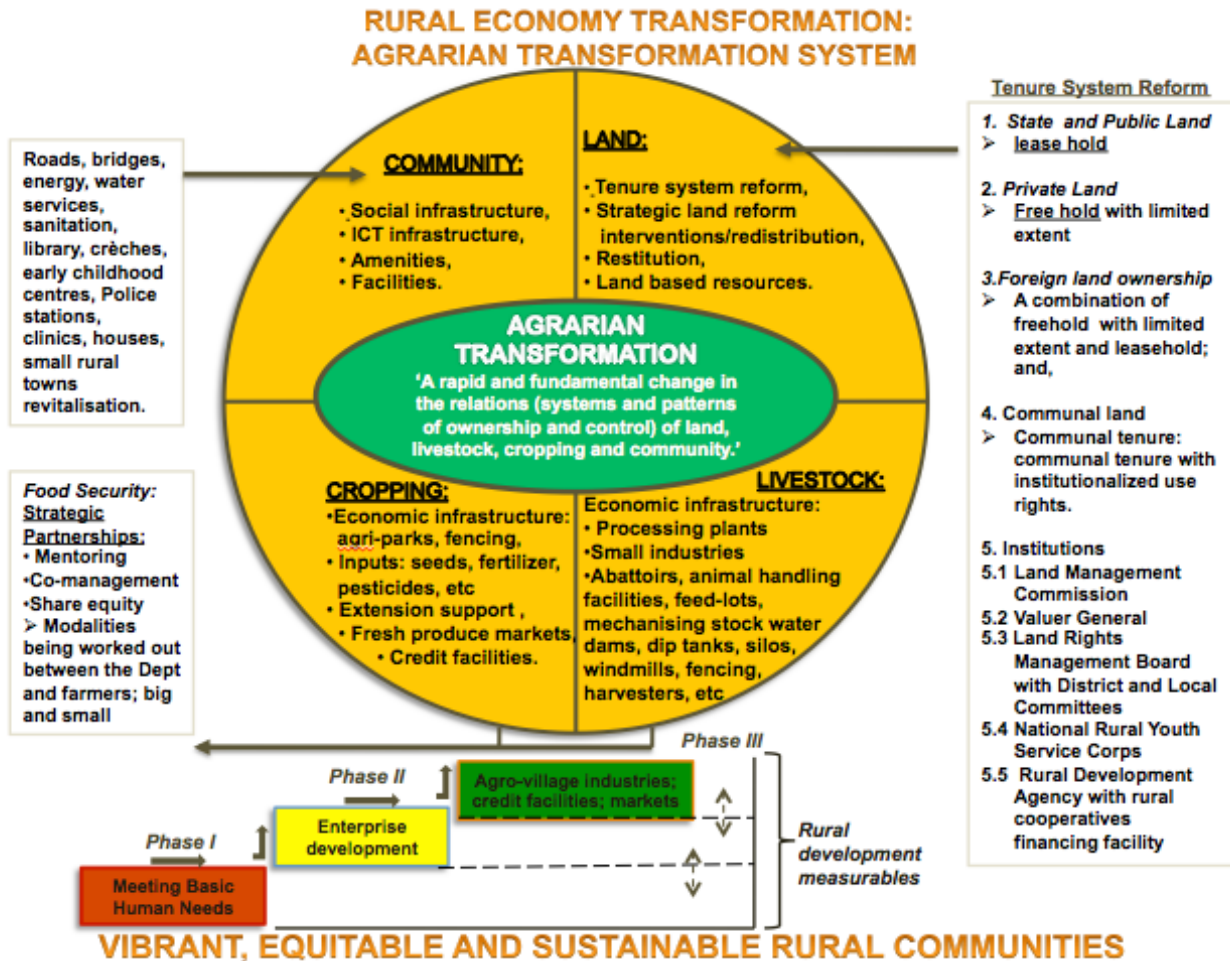 RURAL ECONOMY TRANSFORMATION:
AGRARIAN TRANSFORMATION SYSTEM
Roads, bridges,
energy, water
services,
sanitation,
library, crèches,
early childhood
centres, Police
stations,
clinics, houses,
small rural
towns
revitalisation.
COMMUNITY:
• Social infrastructure,
• ICT infrastructure,
• Amenities,
• Facilities.
LAND:
• Tenure system reform,
• Strategic land reform
interventions/redistribution,
• Restitution,
• Land based resources.
AGRARIAN
TRANSFORMATION
‘A rapid and fundamental change in
the relations (systems and patterns
of ownership and control) of land,
livestock, cropping and community.’
CROPPING:
•Economic infrastructure:
agri-parks, fencing,
• Inputs: seeds, fertilizer,
pesticides, etc
• Extension support ,
• Fresh produce markets,
• Credit facilities.
LIVESTOCK:
Economic infrastructure:
• Processing plants
•Small industries
•Abattoirs, animal handling
facilities, feed-lots,
mechanising stock water
dams, dip tanks, silos,
windmills, fencing,
harvesters, etc
Food Security:
Strategic
Partnerships:
• Mentoring
•Co-management
•Share equity
➢ Modalities
being worked out
between the Dept
and farmers; big
and small
Tenure System Reform
1. State and Public Land
➢ lease hold
2. Private Land
➢ Free hold with limited
extent
3.Foreign land ownership
➢ A combination of
freehold with limited
extent and leasehold;
and,
4. Communal land
➢ Communal tenure:
communal tenure with
institutionalized use
rights.
5. Institutions
5.1 Land Management
Commission
5.2 Valuer General
5.3 Land Rights
Management Board
with District and Local
Committees
5.4 National Rural Youth
Service Corps
5.5 Rural Development
Agency with rural
cooperatives
financing facility
Phase I
Meeting Basic
Human Needs
Phase II
Enterprise
development
Phase III
Agro-village industries;
credit facilities; markets
Rural
development
measurables
VIBRANT, EQUITABLE AND SUSTAINABLE RURAL COMMUNITIES